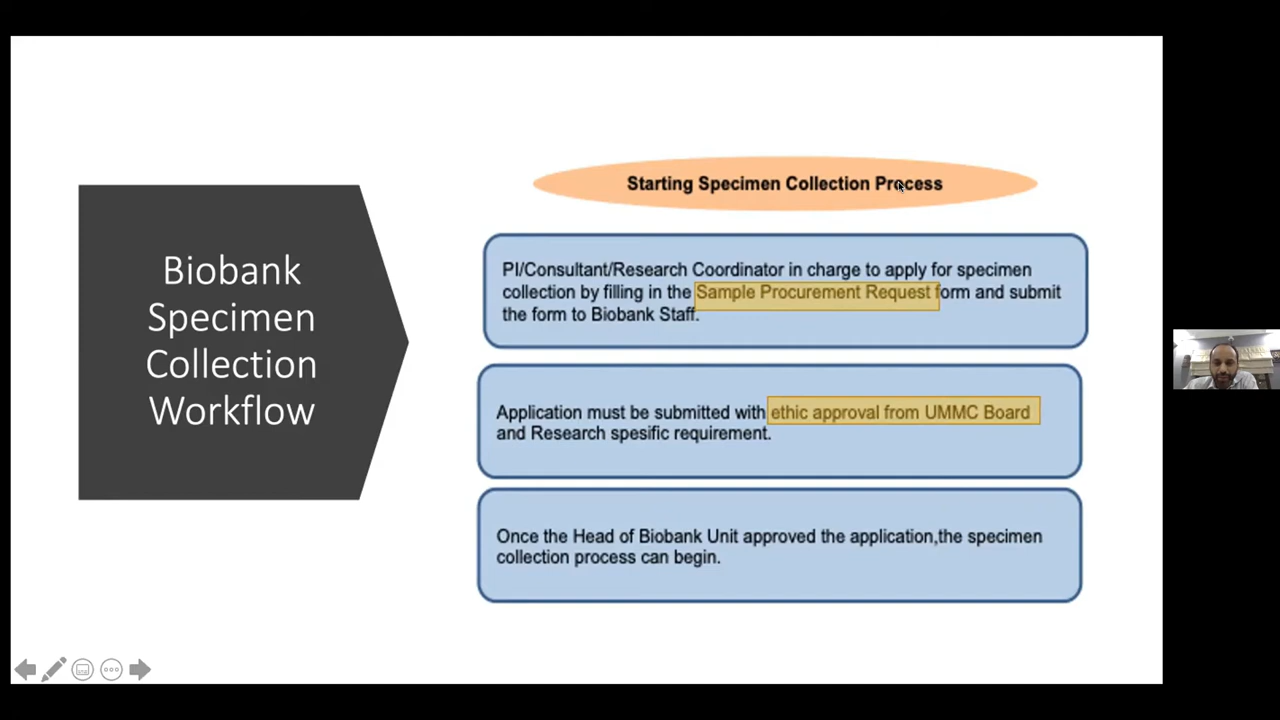 Biobank
Specimen
Collection
Workflow
Starting Specimen Collection Process
PI/Consultant/Research Coordinator in charge to apply for specimen
collection by filling in the Sample Procurement Request form and submit
the form to Biobank Staff.
Application must be submitted with ethic approval from UMMC Board
and Research spesific requirement.
Once the Head of Biobank Unit approved the application,the specimen
collection process can begin.